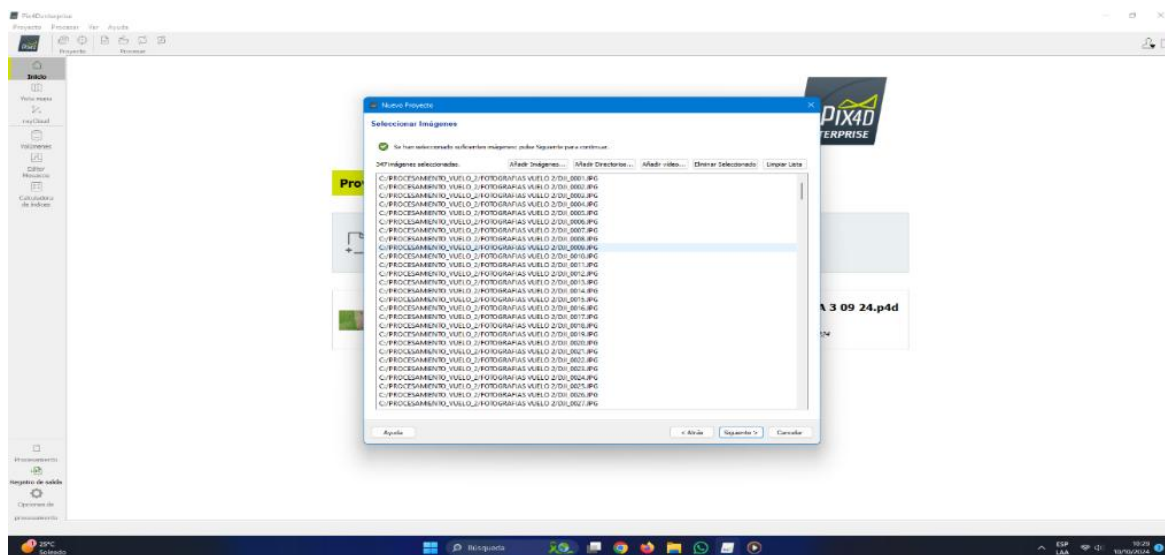 Pix4Denterprise
Proyecto Procesar Ver Ayuda
Proyecto Procesar
Inicio
Vista mapa
rayCloud
Volúmenes
Editor Mosaicos
Calculadora de índices
Procesamiento
Registro de salida
Opciones de procesamiento
PIX4D
ENTERPRISE
Nuevo Proyecto
Seleccionar Imágenes
Se han seleccionado suficientes imágenes: pulse Siguiente para continuar.
347 imágenes seleccionadas. Añadir Imágenes... Añadir Directorios... Añadir vídeo... Eliminar Seleccionado Limpiar Lista
C:/PROCESAMIENTO_VUELO_2/FOTOGRAFIAS VUELO 2/DJI_0001.JPG
C:/PROCESAMIENTO_VUELO_2/FOTOGRAFIAS VUELO 2/DJI_0002.JPG
C:/PROCESAMIENTO_VUELO_2/FOTOGRAFIAS VUELO 2/DJI_0003.JPG
C:/PROCESAMIENTO_VUELO_2/FOTOGRAFIAS VUELO 2/DJI_0004.JPG
C:/PROCESAMIENTO_VUELO_2/FOTOGRAFIAS VUELO 2/DJI_0005.JPG
C:/PROCESAMIENTO_VUELO_2/FOTOGRAFIAS VUELO 2/DJI_0006.JPG
C:/PROCESAMIENTO_VUELO_2/FOTOGRAFIAS VUELO 2/DJI_0007.JPG
C:/PROCESAMIENTO_VUELO_2/FOTOGRAFIAS VUELO 2/DJI_0008.JPG
C:/PROCESAMIENTO_VUELO_2/FOTOGRAFIAS VUELO 2/DJI_0009.JPG
C:/PROCESAMIENTO_VUELO_2/FOTOGRAFIAS VUELO 2/DJI_0010.JPG
C:/PROCESAMIENTO_VUELO_2/FOTOGRAFIAS VUELO 2/DJI_0011.JPG
C:/PROCESAMIENTO_VUELO_2/FOTOGRAFIAS VUELO 2/DJI_0012.JPG
C:/PROCESAMIENTO_VUELO_2/FOTOGRAFIAS VUELO 2/DJI_0013.JPG
C:/PROCESAMIENTO_VUELO_2/FOTOGRAFIAS VUELO 2/DJI_0014.JPG
C:/PROCESAMIENTO_VUELO_2/FOTOGRAFIAS VUELO 2/DJI_0015.JPG
C:/PROCESAMIENTO_VUELO_2/FOTOGRAFIAS VUELO 2/DJI_0016.JPG
C:/PROCESAMIENTO_VUELO_2/FOTOGRAFIAS VUELO 2/DJI_0017.JPG
C:/PROCESAMIENTO_VUELO_2/FOTOGRAFIAS VUELO 2/DJI_0018.JPG
C:/PROCESAMIENTO_VUELO_2/FOTOGRAFIAS VUELO 2/DJI_0019.JPG
C:/PROCESAMIENTO_VUELO_2/FOTOGRAFIAS VUELO 2/DJI_0020.JPG
C:/PROCESAMIENTO_VUELO_2/FOTOGRAFIAS VUELO 2/DJI_0021.JPG
C:/PROCESAMIENTO_VUELO_2/FOTOGRAFIAS VUELO 2/DJI_0022.JPG
C:/PROCESAMIENTO_VUELO_2/FOTOGRAFIAS VUELO 2/DJI_0023.JPG
C:/PROCESAMIENTO_VUELO_2/FOTOGRAFIAS VUELO 2/DJI_0024.JPG
C:/PROCESAMIENTO_VUELO_2/FOTOGRAFIAS VUELO 2/DJI_0025.JPG
C:/PROCESAMIENTO_VUELO_2/FOTOGRAFIAS VUELO 2/DJI_0026.JPG
C:/PROCESAMIENTO_VUELO_2/FOTOGRAFIAS VUELO 2/DJI_0027.JPG
Ayuda < Atrás Siguiente > Cancelar
Pro
A 3 09 24.p4d
25°C
Soleado
Búsqueda
ESP
LAA
10:25
10/10/2024